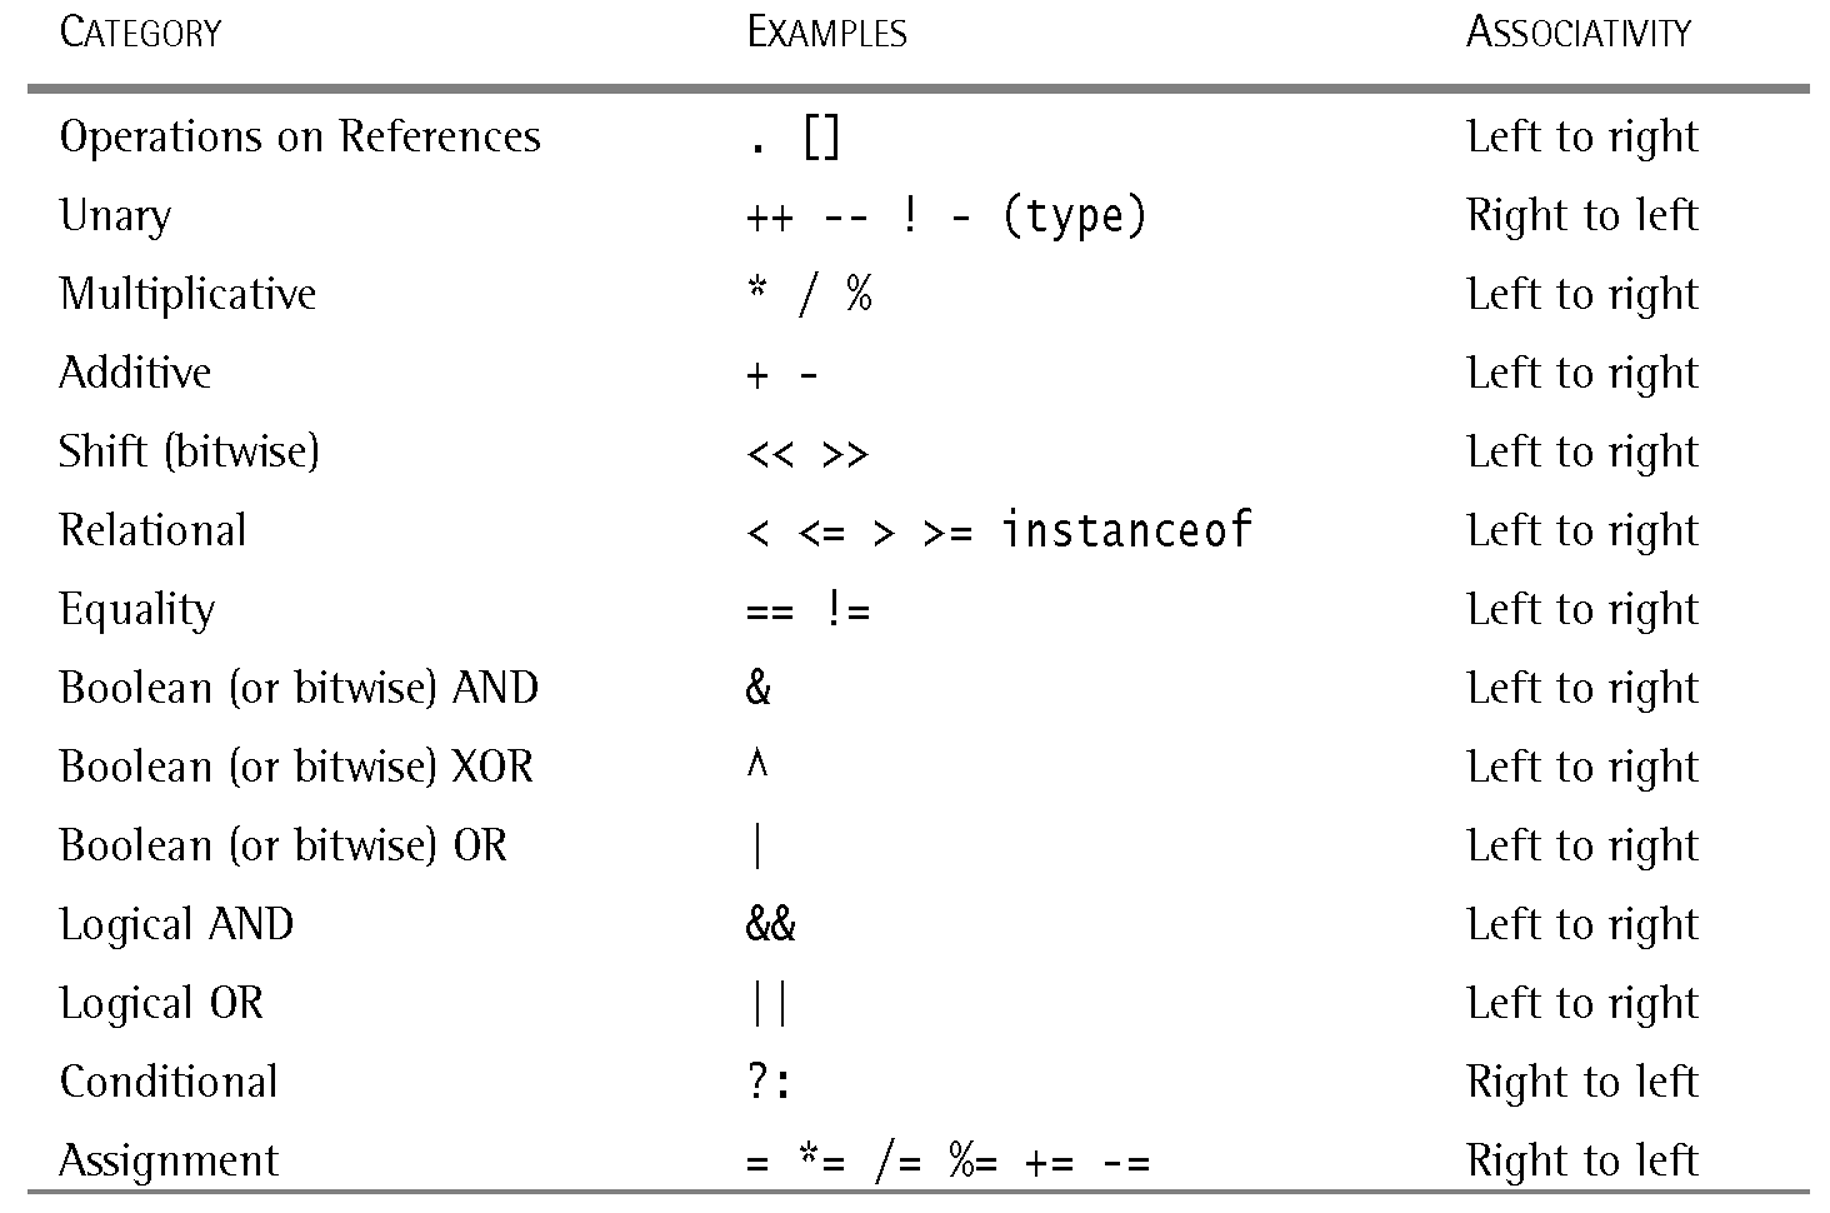 CATEGORY EXAMPLES ASSOCIATIVITY
Operations on References . [] Left to right
Unary ++ -- ! - (type) Right to left
Multiplicative * / % Left to right
Additive + - Left to right
Shift (bitwise) << >> Left to right
Relational < <= > >= instanceof Left to right
Equality == != Left to right
Boolean (or bitwise) AND & Left to right
Boolean (or bitwise) XOR ^ Left to right
Boolean (or bitwise) OR | Left to right
Logical AND && Left to right
Logical OR || Left to right
Conditional ?: Right to left
Assignment = *= /= %= += -= Right to left